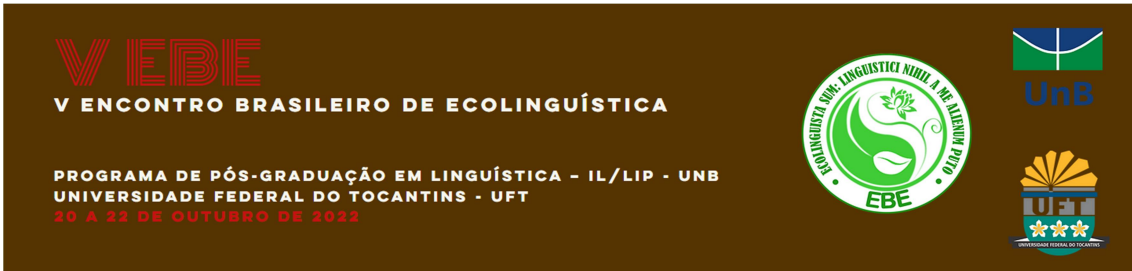 V EBE
V ENCONTRO BRASILEIRO DE ECOLINGUÍSTICA
PROGRAMA DE PÓS-GRADUAÇÃO EM LINGUÍSTICA – IL/LIP - UNB
UNIVERSIDADE FEDERAL DO TOCANTINS - UFT
20 A 22 DE OUTUBRO DE 2022
ECOLINGUISTA SUM: LINGUISTICI NIHIL A ME ALIENUM PUTO
EBE
UnB
UFT
UNIVERSIDADE FEDERAL DO TOCANTINS